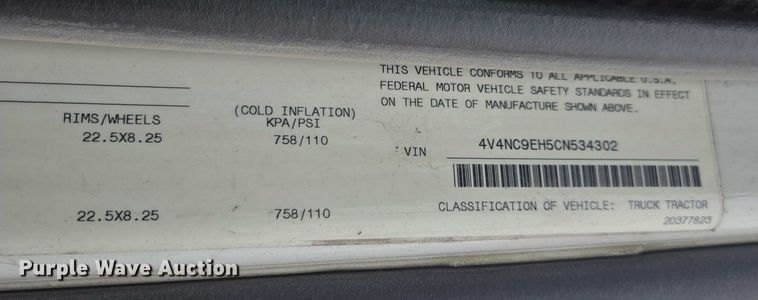 RIMS/WHEELS
22.5X8.25
22.5X8.25
(COLD INFLATION)
KPA/PSI
758/110
758/110
THIS VEHICLE CONFORMS TO ALL APPLICABLE U.S.A.
FEDERAL MOTOR VEHICLE SAFETY STANDARDS IN EFFECT
ON THE DATE OF MANUFACTURE SHOWN ABOVE.
VIN 4V4NC9EH5CN534302
CLASSIFICATION OF VEHICLE: TRUCK TRACTOR
20377823
Purple Wave Auction